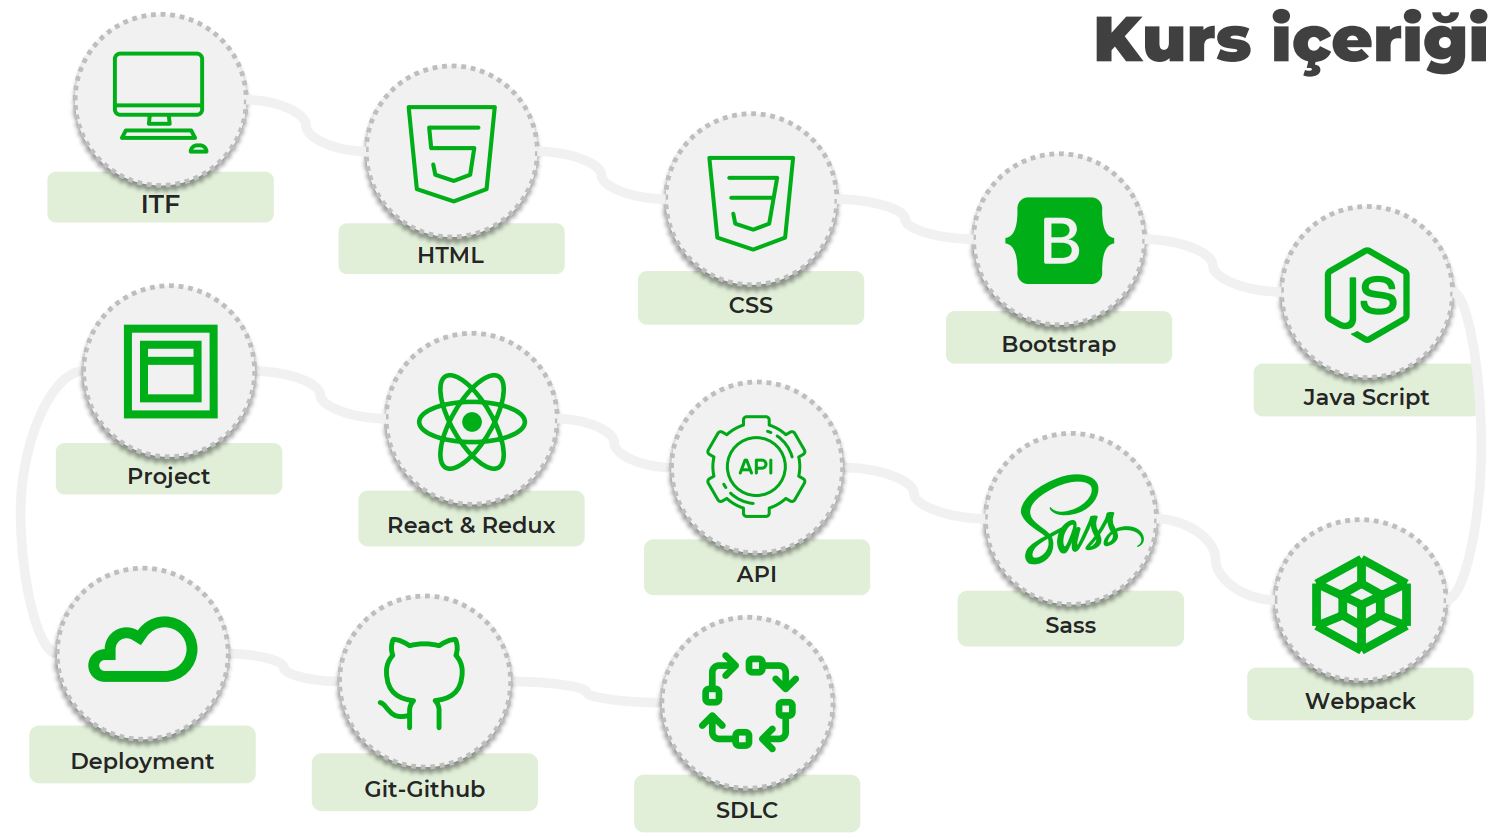 Kurs içeriği
ITF
HTML
CSS
B
Bootstrap
JS
Java Script
Project
React & Redux
API
API
Sass
Sass
Webpack
Deployment
Git-Github
SDLC